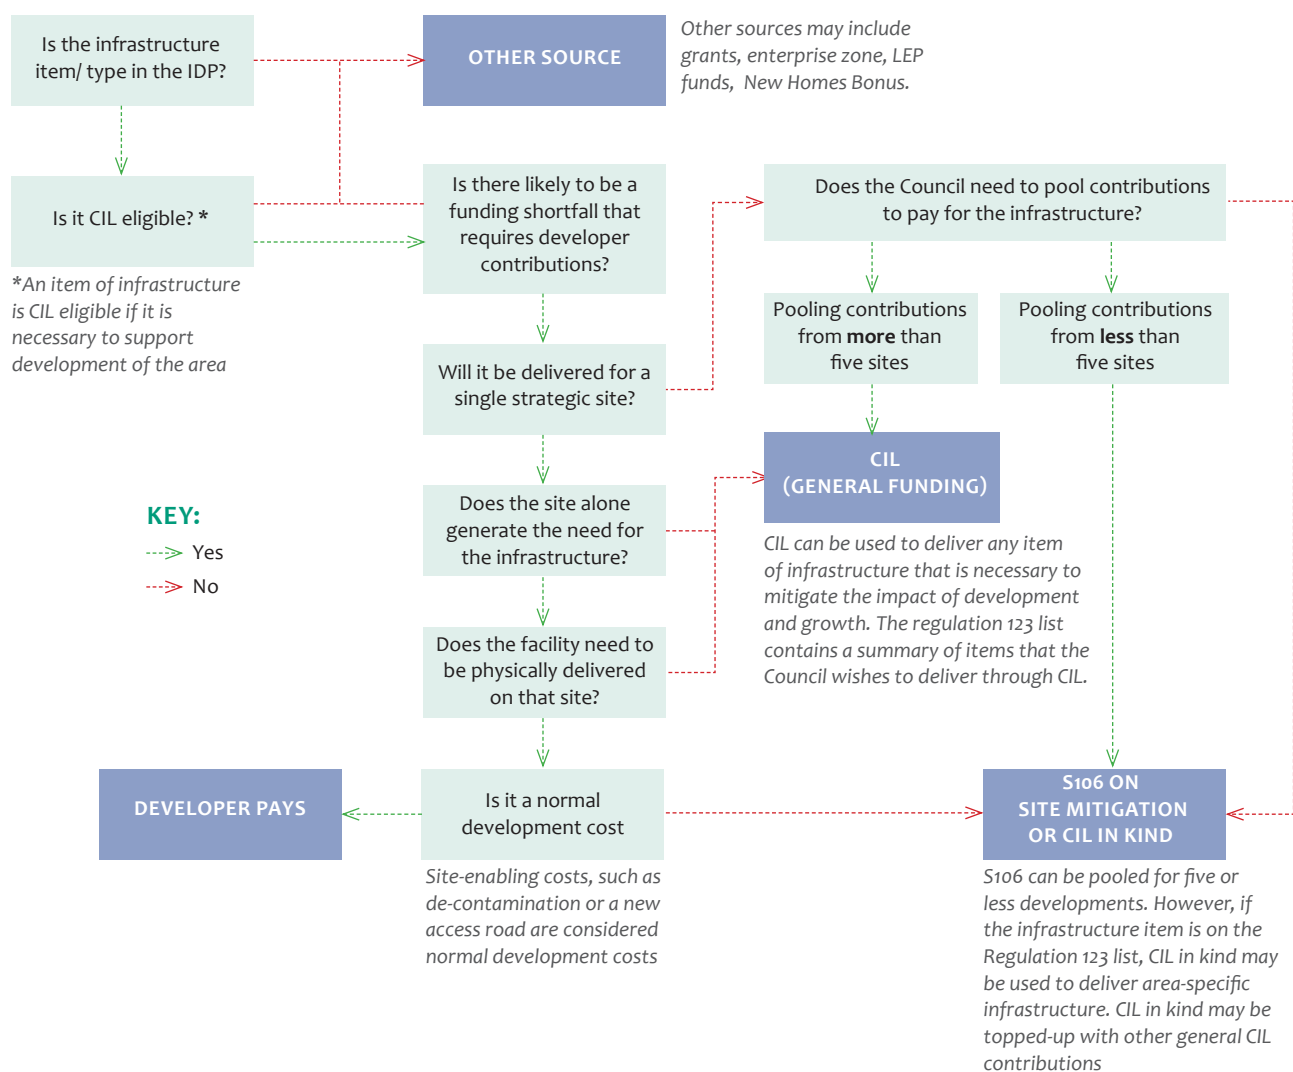 Is the infrastructure
item/ type in the IDP?
OTHER SOURCE
Other sources may include
grants, enterprise zone, LEP
funds, New Homes Bonus.
Is it CIL eligible? *
*An item of infrastructure
is CIL eligible if it is
necessary to support
development of the area
Is there likely to be a
funding shortfall that
requires developer
contributions?
Does the Council need to pool contributions
to pay for the infrastructure?
Pooling contributions
from more than
five sites
Pooling contributions
from less than
five sites
Will it be delivered for a
single strategic site?
CIL
(GENERAL FUNDING)
CIL can be used to deliver any item
of infrastructure that is necessary to
mitigate the impact of development
and growth. The regulation 123 list
contains a summary of items that the
Council wishes to deliver through CIL.
KEY:
Yes
No
Does the site alone
generate the need for
the infrastructure?
Does the facility need to
be physically delivered
on that site?
DEVELOPER PAYS
Is it a normal
development cost
Site-enabling costs, such as
de-contamination or a new
access road are considered
normal development costs
S106 ON
SITE MITIGATION
OR CIL IN KIND
S106 can be pooled for five or
less developments. However, if
the infrastructure item is on the
Regulation 123 list, CIL in kind may
be used to deliver area-specific
infrastructure. CIL in kind may be
topped-up with other general CIL
contributions